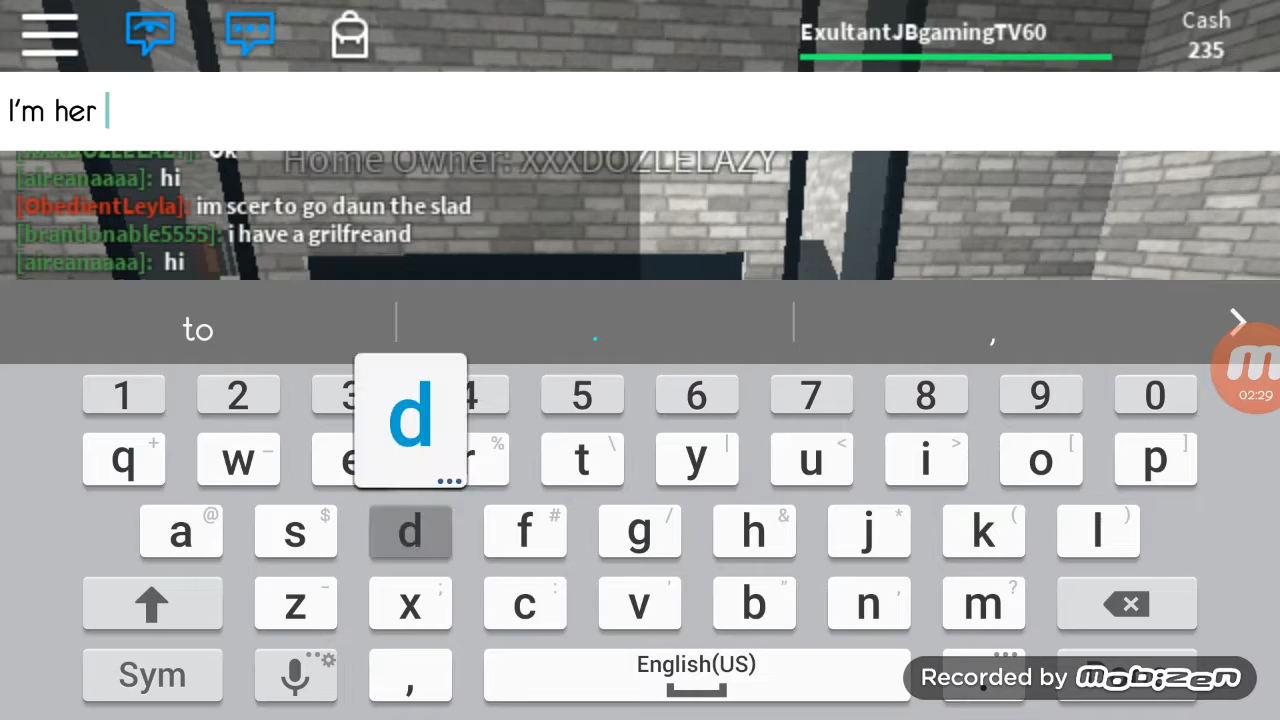 ExultantJBgamingTV60
Cash
235
I'm her
Ok
Home Owner: XXXDOZLELAZY
[aireanaaaa]: hi
[ObedientLeyla]: im scer to go daun the slad
[brandonable5555]: i have a grilfreand
[aireanaaaa]: hi
to . ,
d
02:29
1 2 3 4 5 6 7 8 9 0
q + w – e r % t \ y | u < i > o [ p ]
a @ s $ d f # g / h & j * k ( l )
z – x ; c : v ' b " n , m ?
Sym , English(US)
Recorded by mobizen